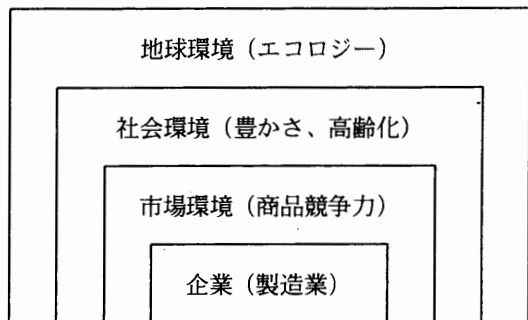 地球環境（エコロジー）
社会環境（豊かさ、高齢化）
市場環境（商品競争力）
企業（製造業）